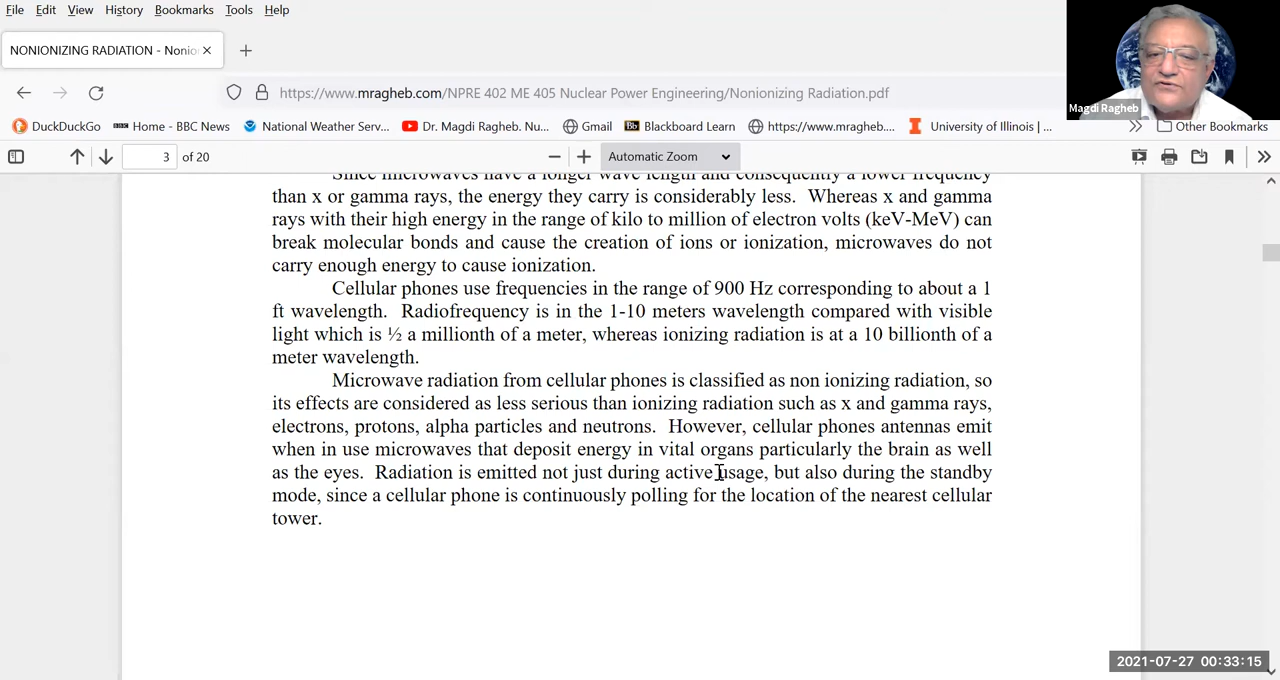 File Edit View History Bookmarks Tools Help
NONIONIZING RADIATION - Nonio
https://www.mragheb.com/NPRE 402 ME 405 Nuclear Power Engineering/Nonionizing Radiation.pdf
Magdi Ragheb
DuckDuckGo BBC Home - BBC News National Weather Serv... Dr. Magdi Ragheb. Nu... Gmail Bb Blackboard Learn https://www.mragheb.... University of Illinois |... Other Bookmarks
3 of 20 Automatic Zoom
Since microwaves have a longer wave length and consequently a lower frequency
than x or gamma rays, the energy they carry is considerably less. Whereas x and gamma
rays with their high energy in the range of kilo to million of electron volts (keV-MeV) can
break molecular bonds and cause the creation of ions or ionization, microwaves do not
carry enough energy to cause ionization.
Cellular phones use frequencies in the range of 900 Hz corresponding to about a 1
ft wavelength. Radiofrequency is in the 1-10 meters wavelength compared with visible
light which is ½ a millionth of a meter, whereas ionizing radiation is at a 10 billionth of a
meter wavelength.
Microwave radiation from cellular phones is classified as non ionizing radiation, so
its effects are considered as less serious than ionizing radiation such as x and gamma rays,
electrons, protons, alpha particles and neutrons. However, cellular phones antennas emit
when in use microwaves that deposit energy in vital organs particularly the brain as well
as the eyes. Radiation is emitted not just during active usage, but also during the standby
mode, since a cellular phone is continuously polling for the location of the nearest cellular
tower.
2021-07-27 00:33:15